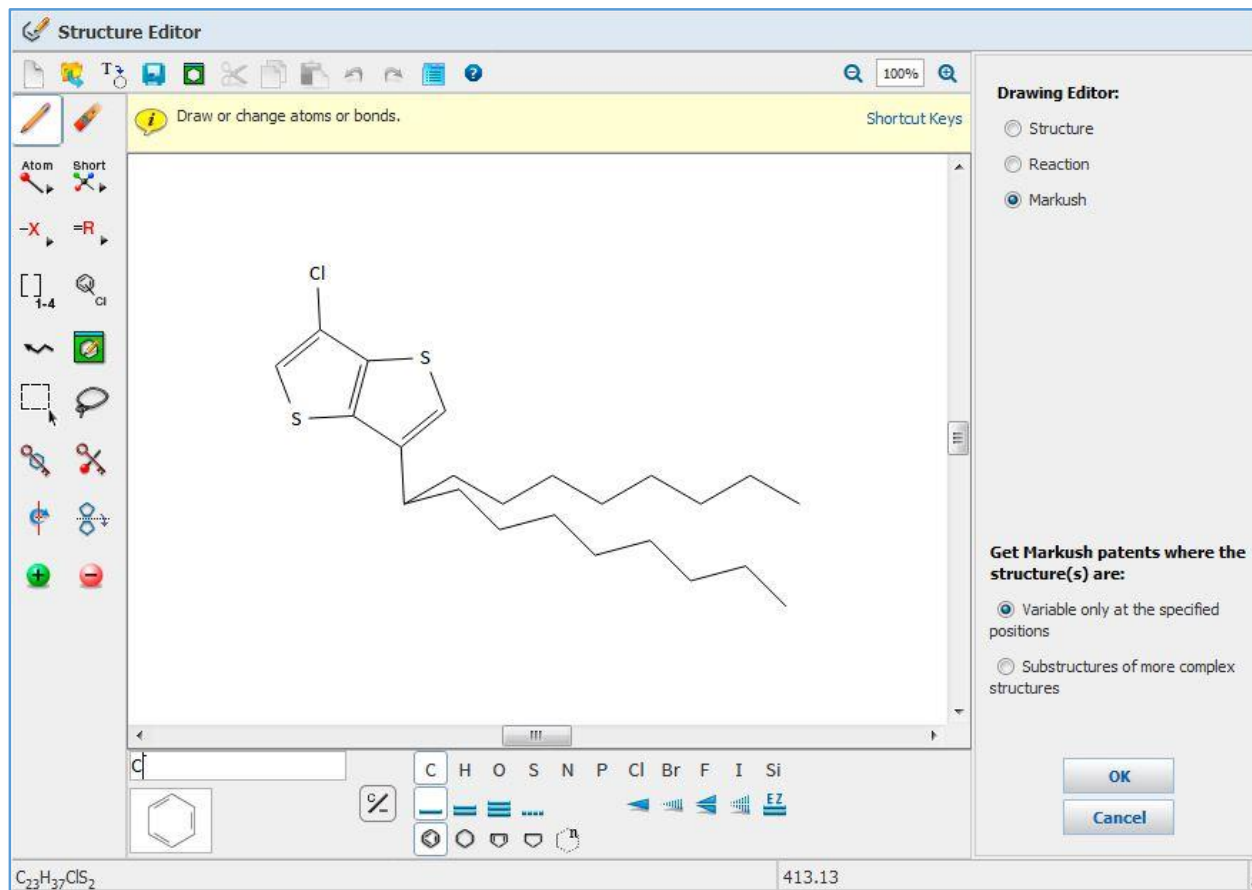 Structure Editor
T
100%
Draw or change atoms or bonds.
Shortcut Keys
Drawing Editor:
Structure
Reaction
Markush
Atom
Short
–X
=R
[ ]1-4
Cl
Cl
S
S
Get Markush patents where the
structure(s) are:
Variable only at the specified
positions
Substructures of more complex
structures
OK
Cancel
C
C H O S N P Cl Br F I Si
C/–
EZ
n
C23H37ClS2
413.13